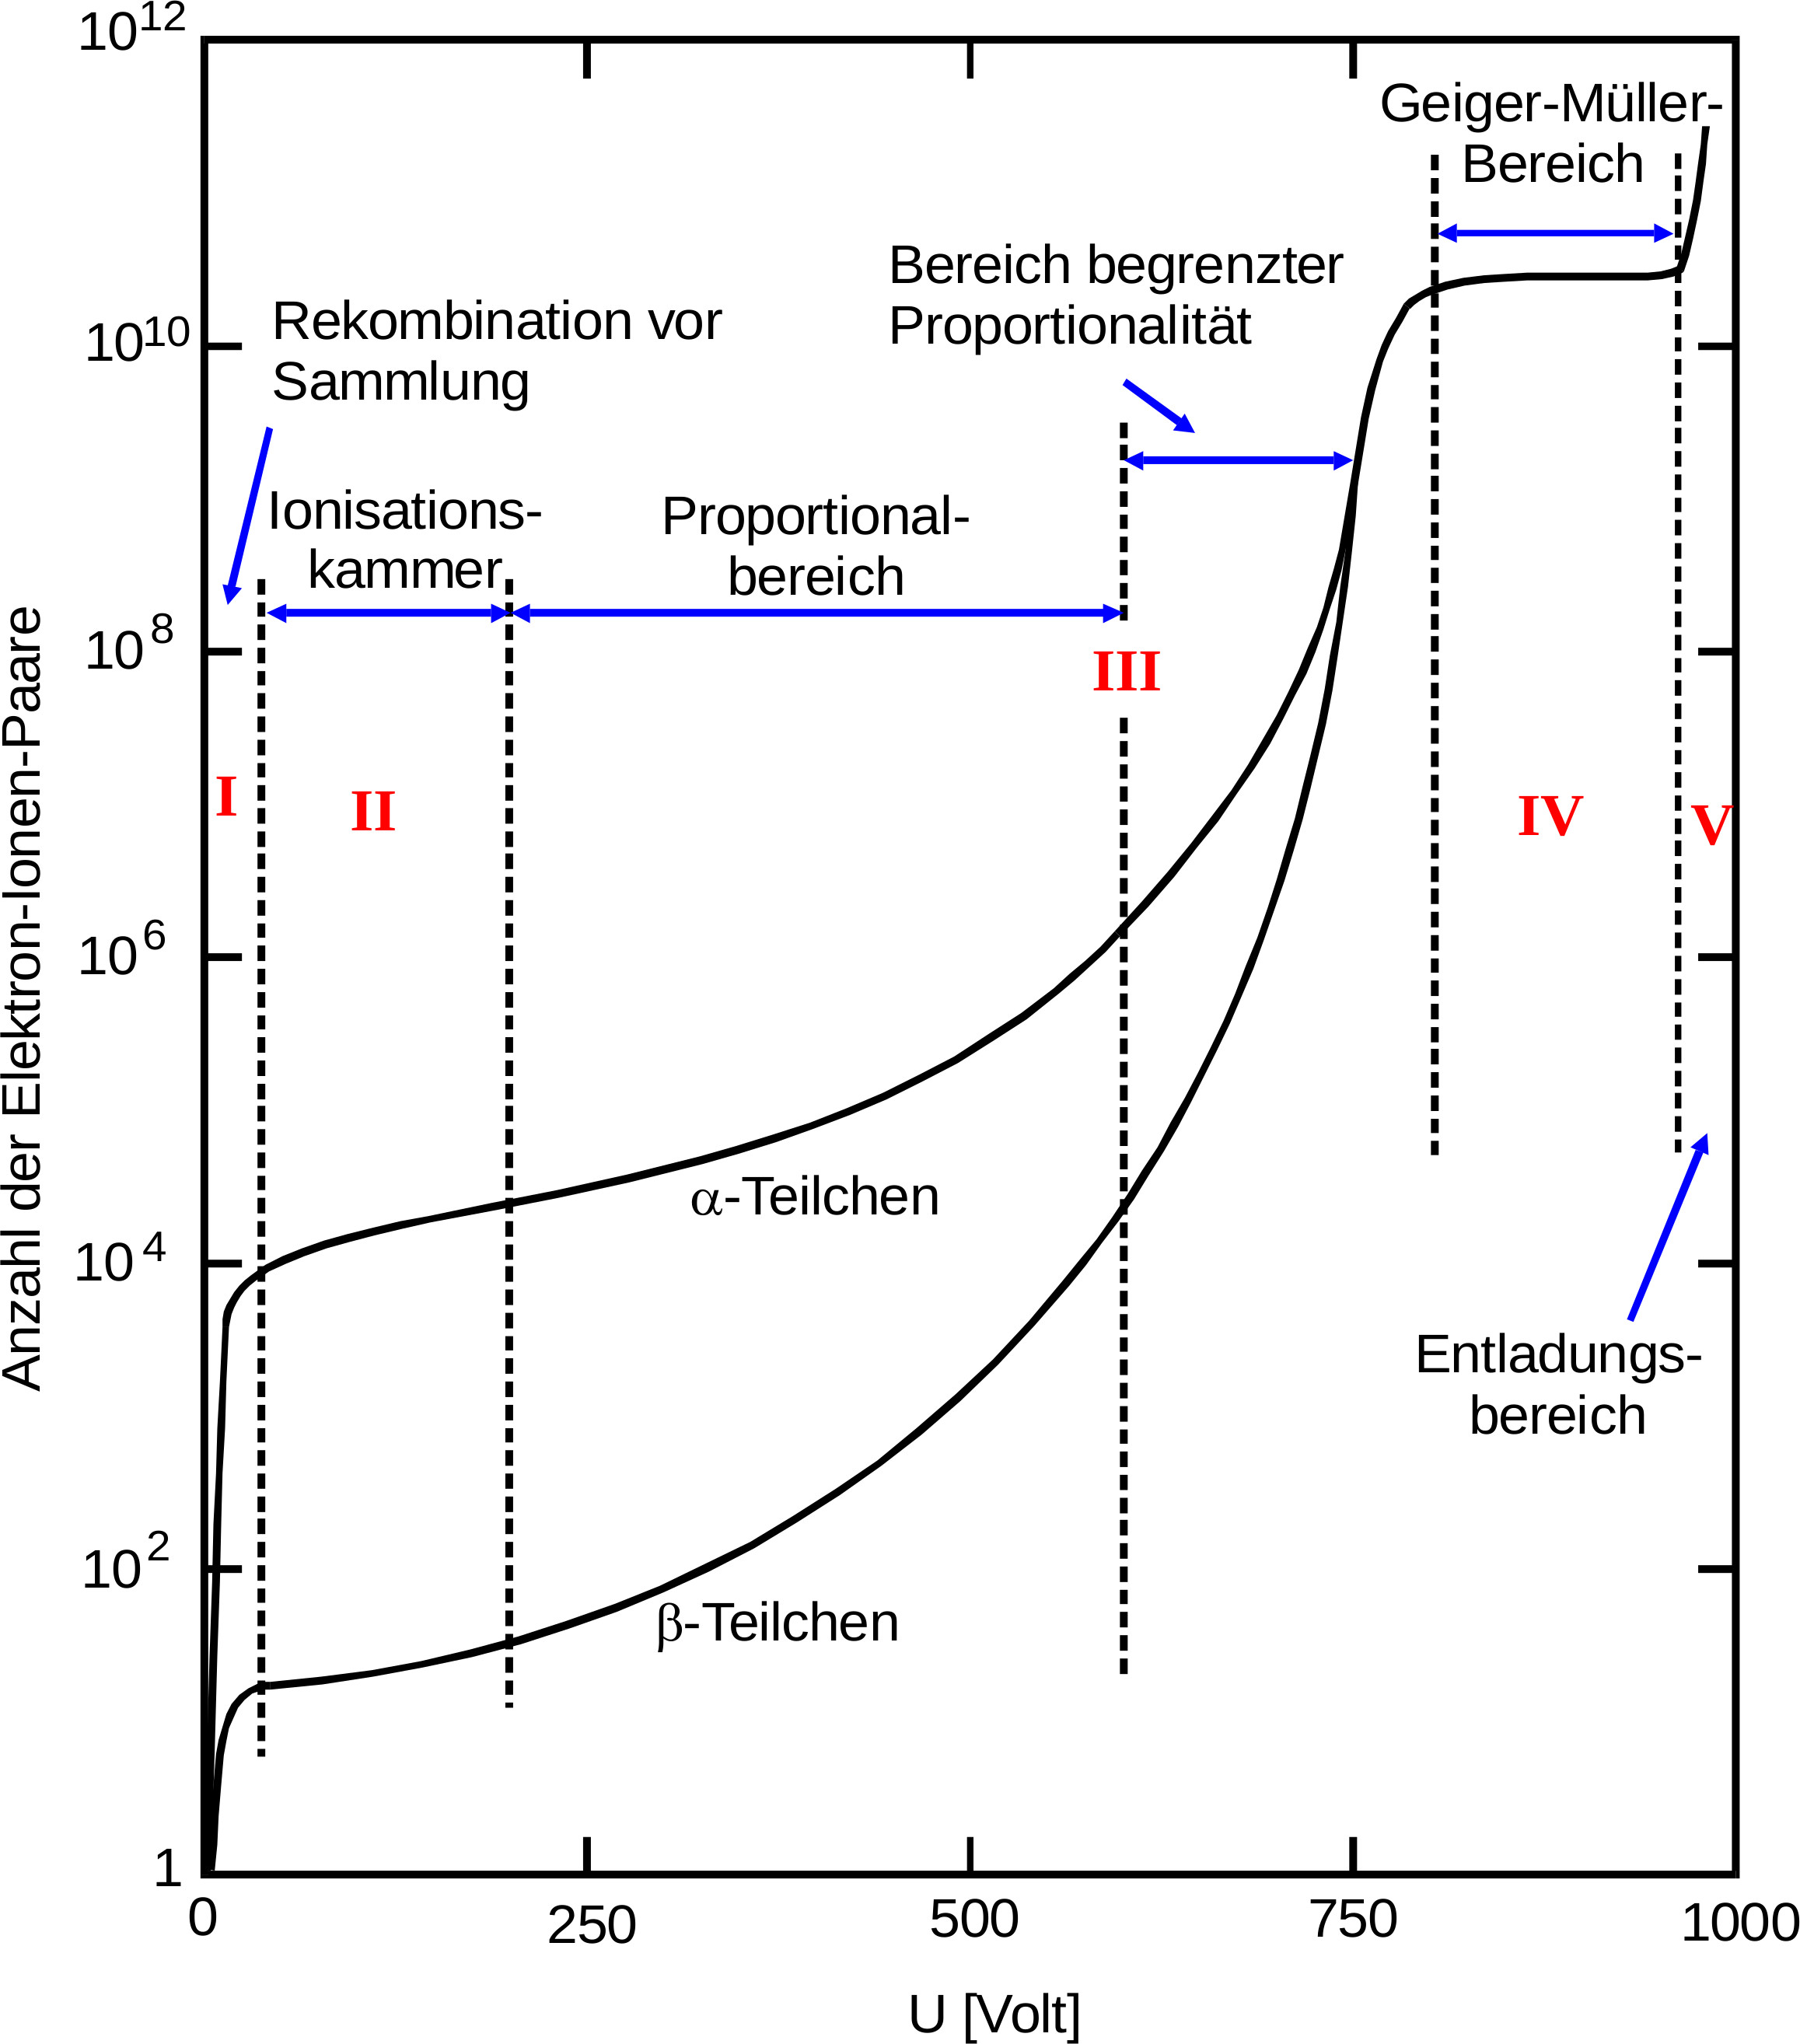 10¹²
Geiger-Müller-
Bereich
Bereich begrenzter
Proportionalität
Rekombination vor
Sammlung
10¹⁰
Ionisations-
kammer
Proportional-
bereich
10⁸
III
I
II
IV
V
Anzahl der Elektron-Ionen-Paare
10⁶
α-Teilchen
10⁴
Entladungs-
bereich
10²
β-Teilchen
1
0
250
500
750
1000
U [Volt]